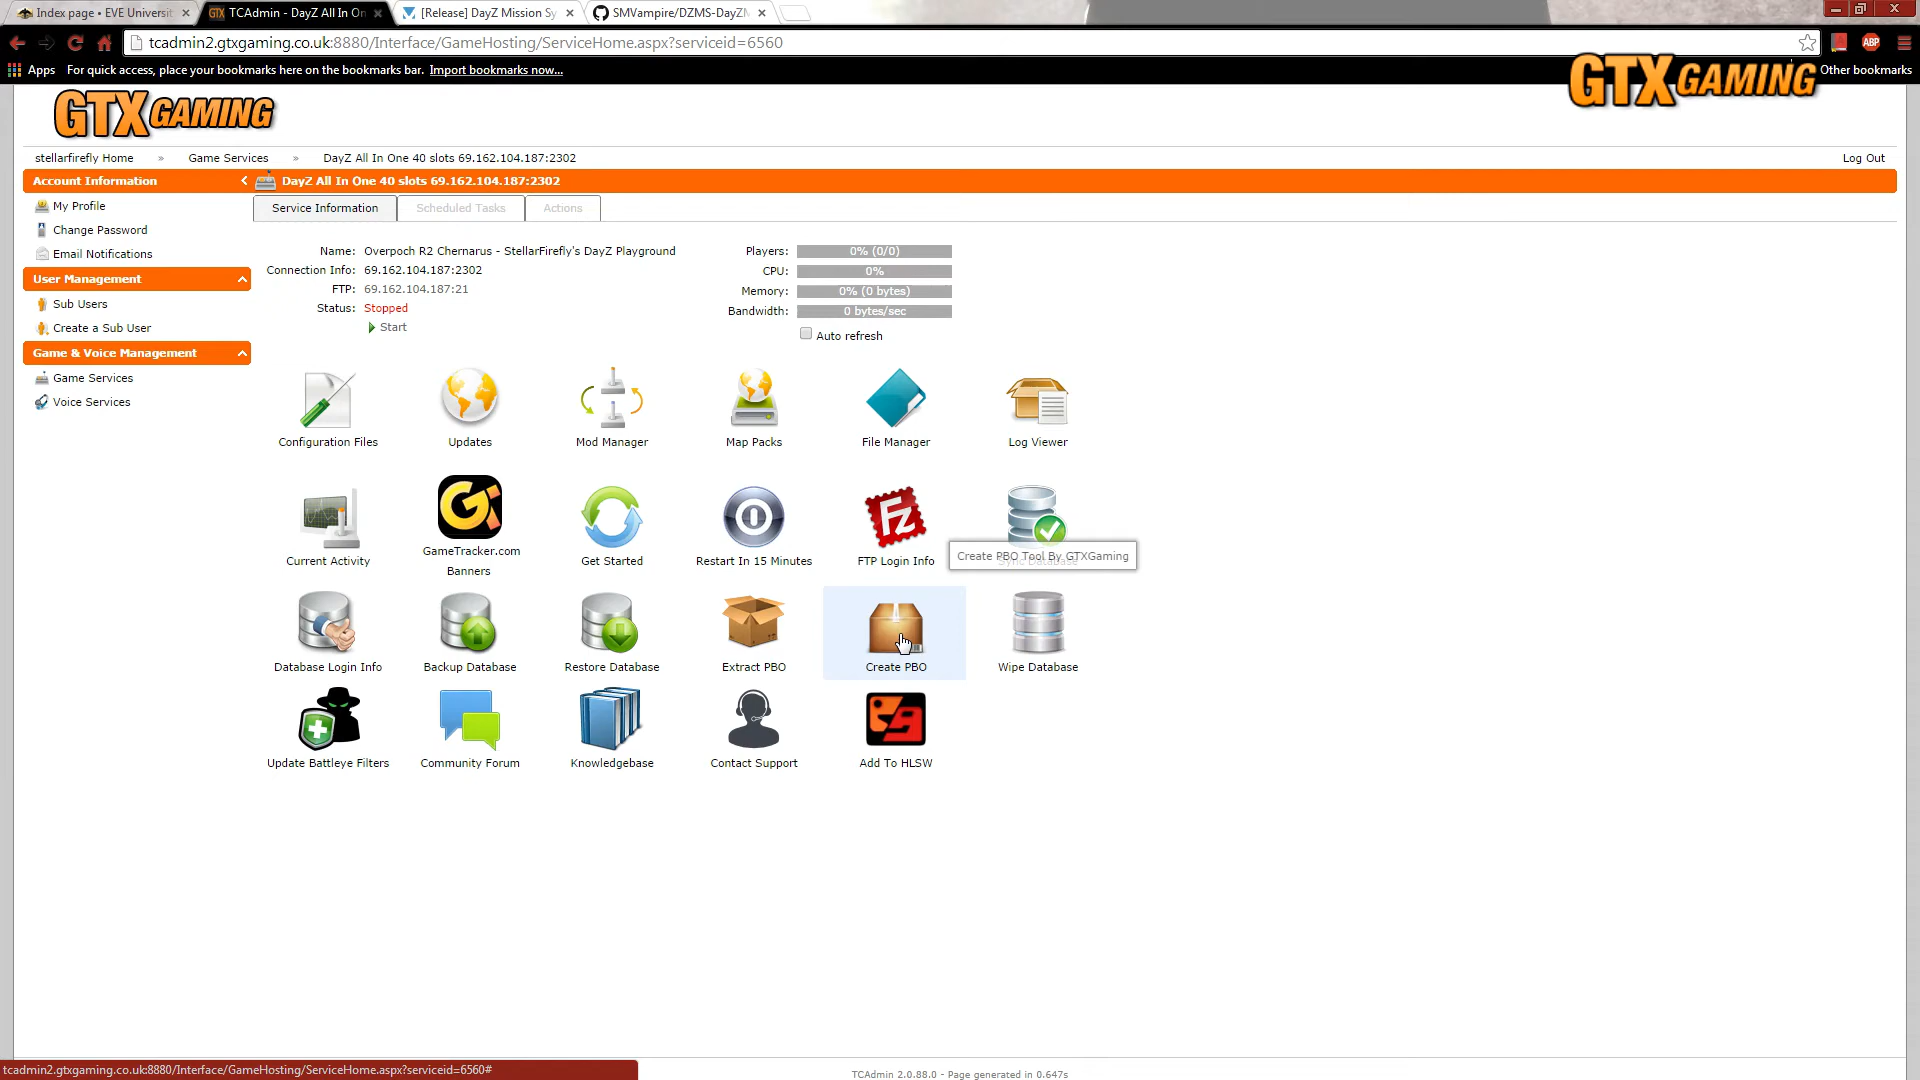 Index page - EVE Universit
TCAdmin - DayZ All In On
[Release] DayZ Mission Sy
SMVampire/DZMS-DayZM
tcadmin2.gtxgaming.co.uk:8880/Interface/GameHosting/ServiceHome.aspx?serviceid=6560
ABP
Apps
For quick access, place your bookmarks here on the bookmarks bar.
Import bookmarks now...
Other bookmarks
GTX GAMING
GTX GAMING
stellarfirefly Home » Game Services » DayZ All In One 40 slots 69.162.104.187:2302
Log Out
Account Information
DayZ All In One 40 slots 69.162.104.187:2302
My Profile
Change Password
Email Notifications
User Management
Sub Users
Create a Sub User
Game & Voice Management
Game Services
Voice Services
Service Information
Scheduled Tasks
Actions
Name: Overpoch R2 Chernarus - StellarFirefly's DayZ Playground
Connection Info: 69.162.104.187:2302
FTP: 69.162.104.187:21
Status: Stopped
Start
Players: 0% (0/0)
CPU: 0%
Memory: 0% (0 bytes)
Bandwidth: 0 bytes/sec
Auto refresh
Configuration Files
Updates
Mod Manager
Map Packs
File Manager
Log Viewer
Current Activity
GameTracker.com Banners
Get Started
Restart In 15 Minutes
Fz
FTP Login Info
Create PBO Tool By GTXGaming
Sync Database
Database Login Info
Backup Database
Restore Database
Extract PBO
Create PBO
Wipe Database
Update Battleye Filters
Community Forum
Knowledgebase
Contact Support
Add To HLSW
tcadmin2.gtxgaming.co.uk:8880/Interface/GameHosting/ServiceHome.aspx?serviceid=6560#
TCAdmin 2.0.88.0 - Page generated in 0.647s